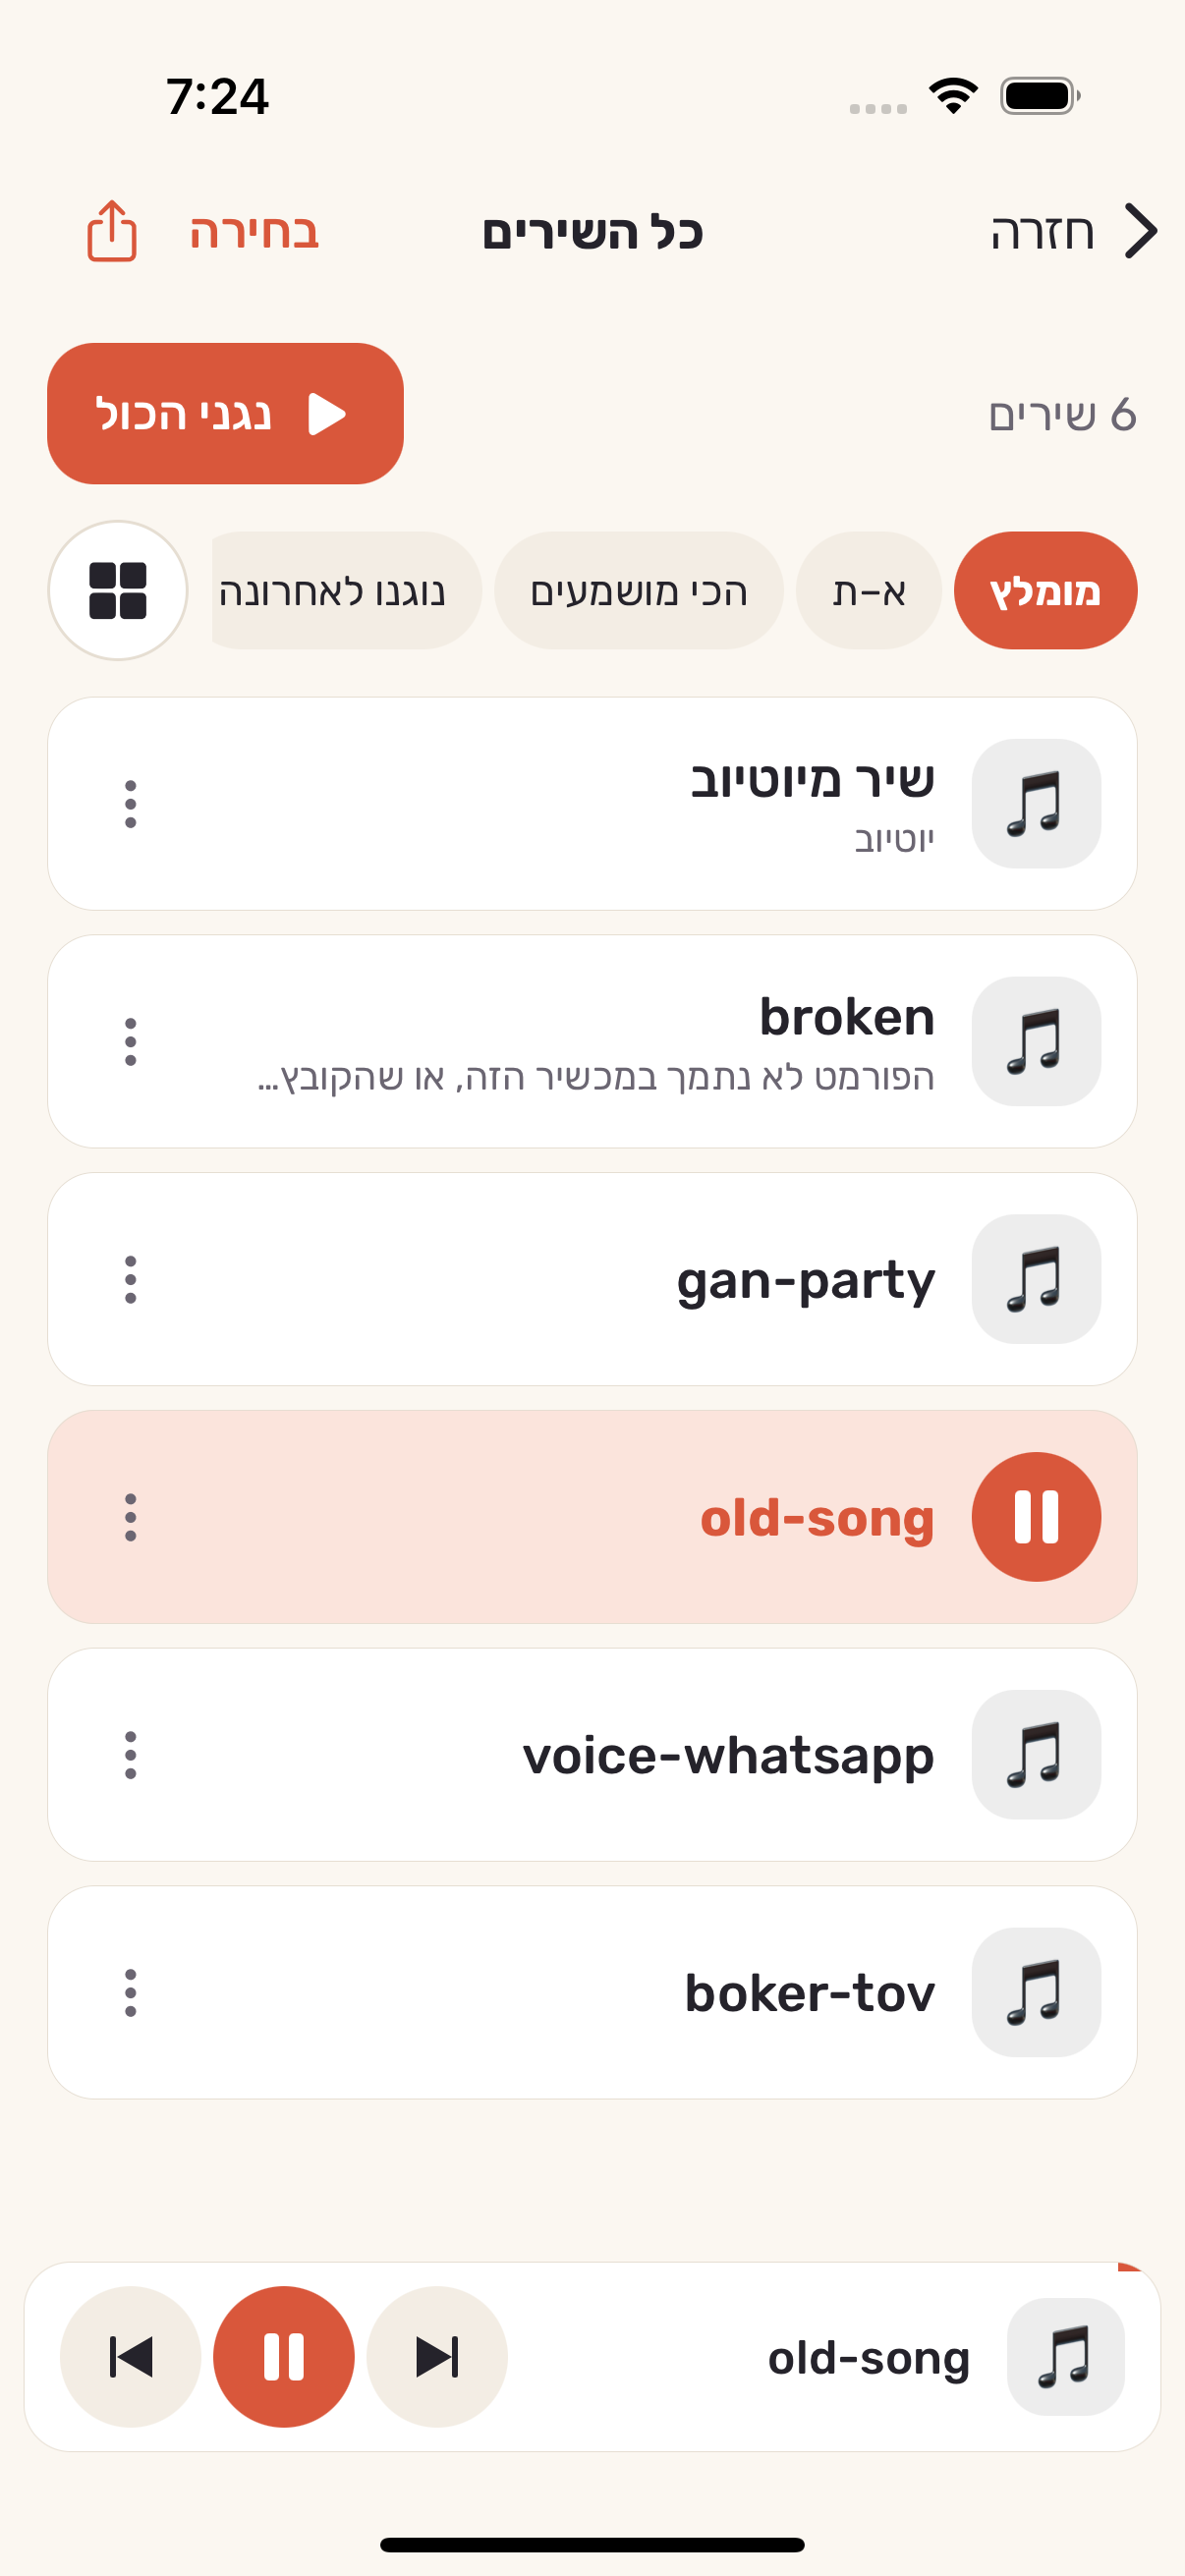 7:24
חזרה
כל השירים
בחירה
6 שירים
נגני הכול
מומלץ
א-ת
הכי מושמעים
נוגנו לאחרונה
שיר מיוטיוב
יוטיוב
broken
הפורמט לא נתמך במכשיר הזה, או שהקובץ...
gan-party
old-song
voice-whatsapp
boker-tov
old-song